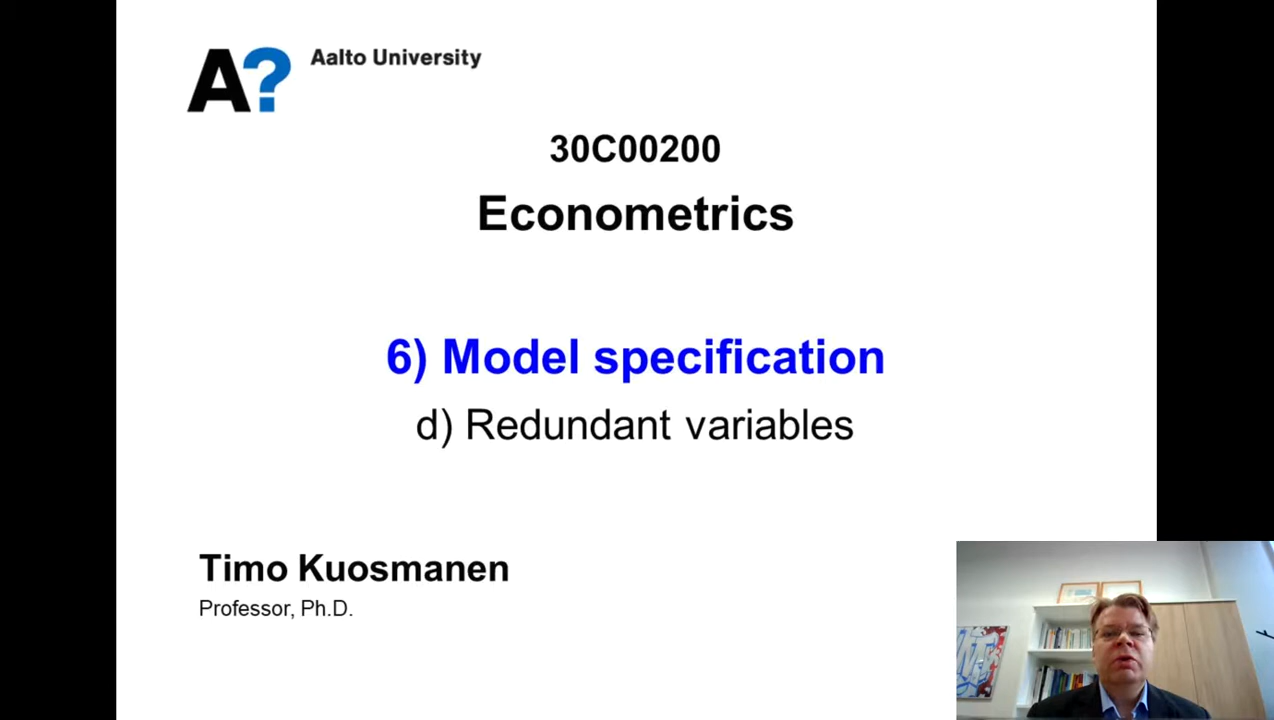 A?
Aalto University
30C00200
Econometrics
6) Model specification
d) Redundant variables
Timo Kuosmanen
Professor, Ph.D.